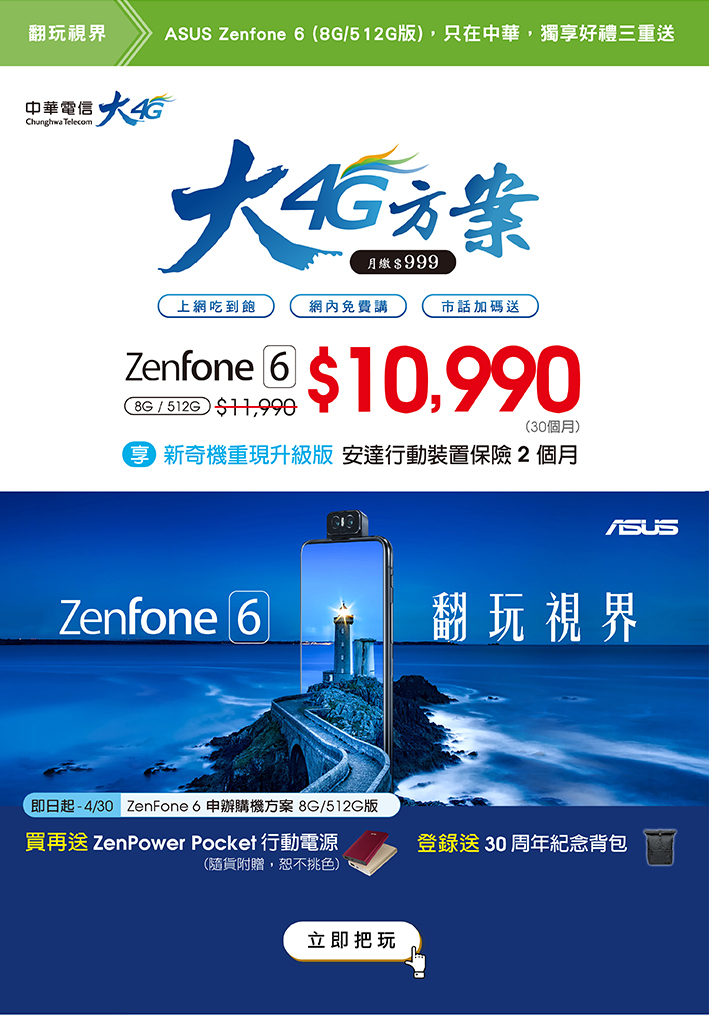 翻玩視界
ASUS Zenfone 6 (8G/512G版)，只在中華，獨享好禮三重送
中華電信 大4G
Chunghwa Telecom
大4G方案
月繳$999
上網吃到飽
網內免費講
市話加碼送
Zenfone 6
$10,990
8G / 512G $11,990
(30個月)
享 新奇機重現升級版 安達行動裝置保險 2 個月
ASUS
Zenfone 6
翻玩視界
即日起 - 4/30 ZenFone 6 申辦購機方案 8G/512G版
買再送 ZenPower Pocket 行動電源
(隨貨附贈，恕不挑色)
登錄送 30 周年紀念背包
立即把玩